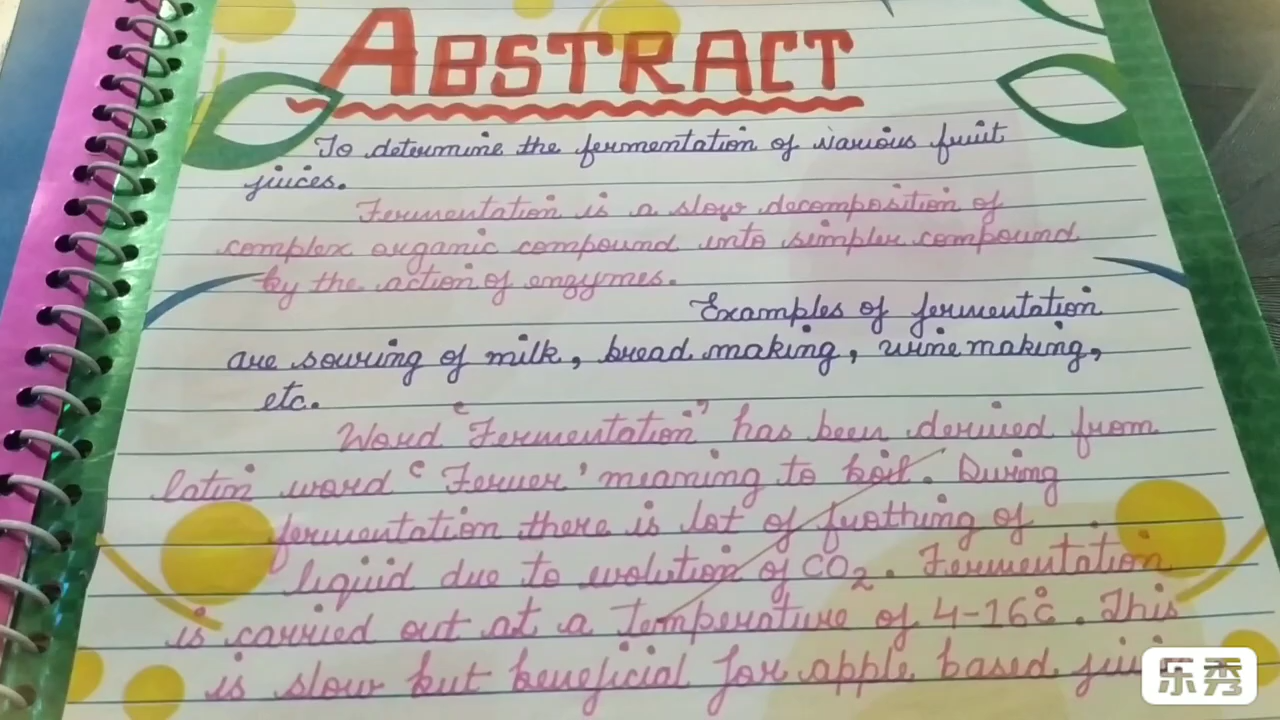 ABSTRACT
To determine the fermentation of various fruit
juices.
Fermentation is a slow decomposition of
complex organic compound into simpler compound
by the action of enzymes.
Examples of fermentation
are souring of milk, bread making, wine making,
etc.
Word "Fermentation" has been derived from
latin word 'Ferver' meaning to boil. During
fermentation there is lot of frothing of
liquid due to evolution of CO₂. Fermentation
is carried out at a Temperature of 4-16°c. This
is slow but beneficial for apple based
乐秀